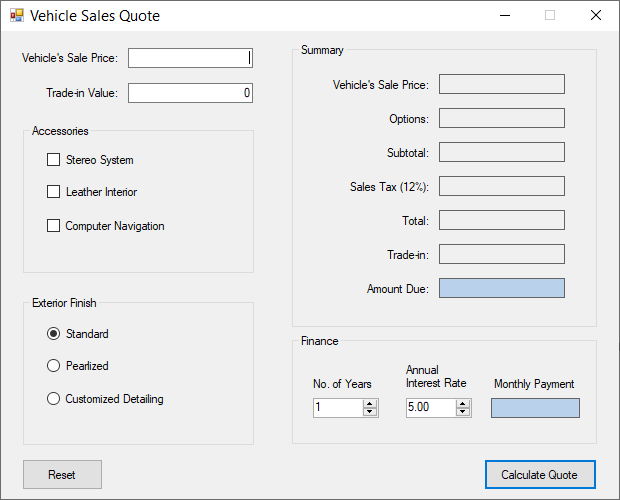 Vehicle Sales Quote
Vehicle's Sale Price:
Trade-in Value: 0
Accessories
Stereo System
Leather Interior
Computer Navigation
Exterior Finish
Standard
Pearlized
Customized Detailing
Reset
Summary
Vehicle's Sale Price:
Options:
Subtotal:
Sales Tax (12%):
Total:
Trade-in:
Amount Due:
Finance
No. of Years
1
Annual
Interest Rate
5.00
Monthly Payment
Calculate Quote